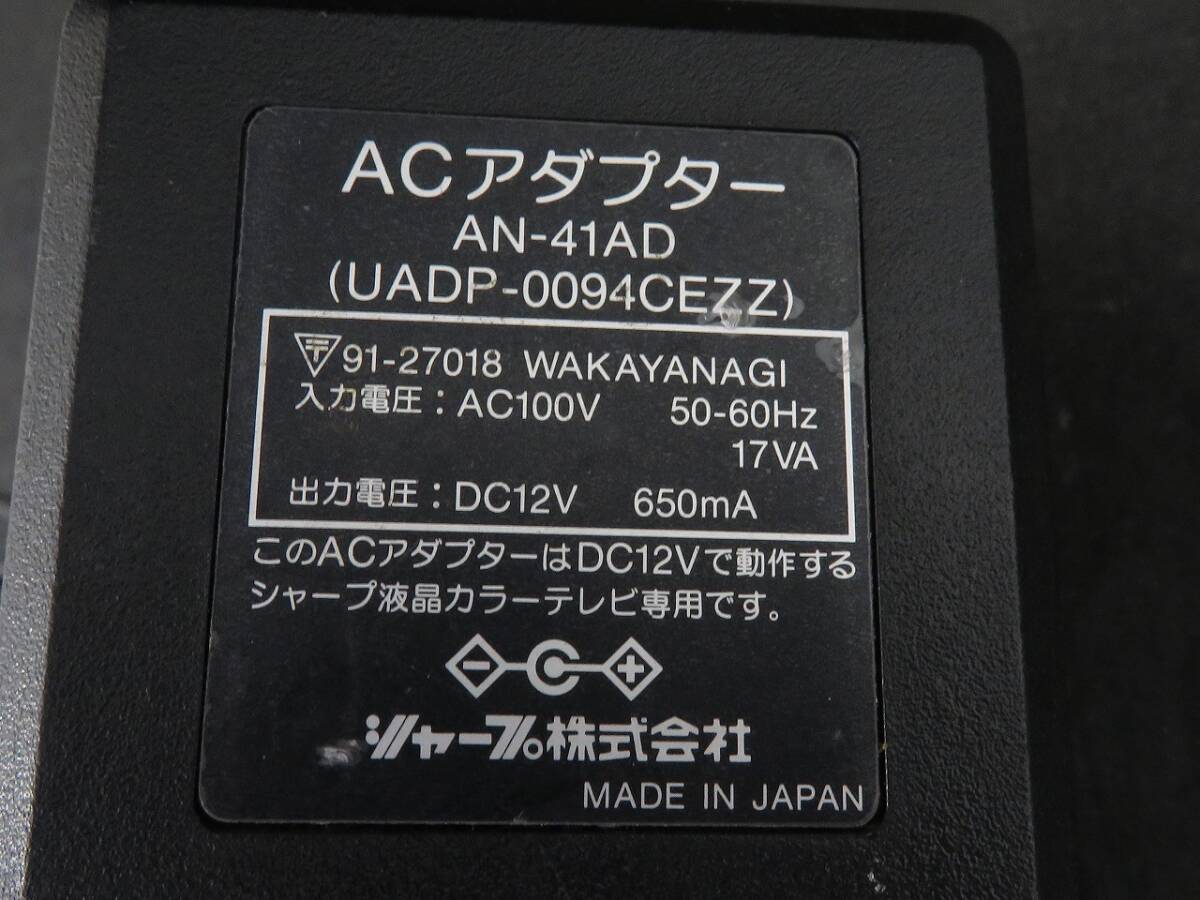 ACアダプター
AN-41AD
(UADP-0094CEZZ)
〒91-27018 WAKAYANAGI
入力電圧：AC100V 50-60Hz
17VA
出力電圧：DC12V 650mA
このACアダプターはDC12Vで動作する
シャープ液晶カラーテレビ専用です。
シャープ株式会社
MADE IN JAPAN